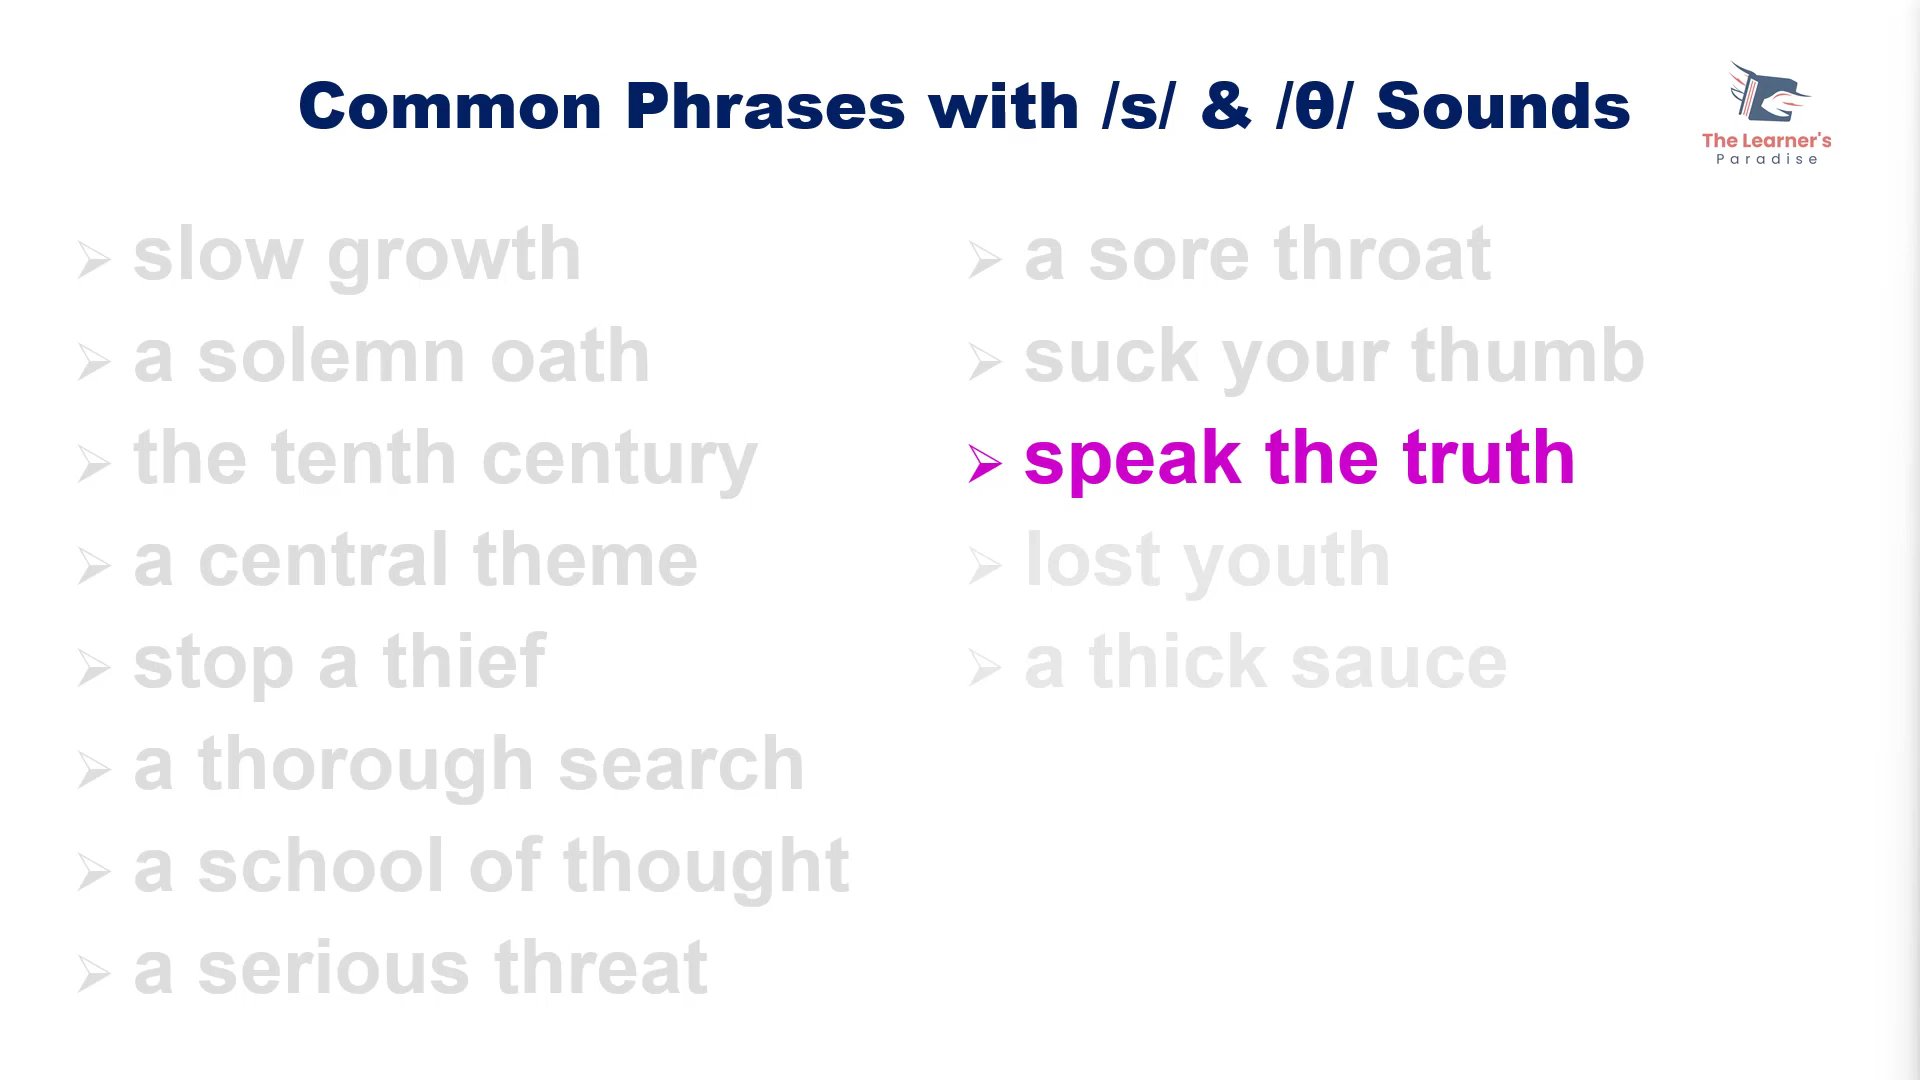 Common Phrases with /s/ & /θ/ Sounds
The Learner's
Paradise
➢ slow growth
➢ a solemn oath
➢ the tenth century
➢ a central theme
➢ stop a thief
➢ a thorough search
➢ a school of thought
➢ a serious threat
➢ a sore throat
➢ suck your thumb
➢ speak the truth
➢ lost youth
➢ a thick sauce